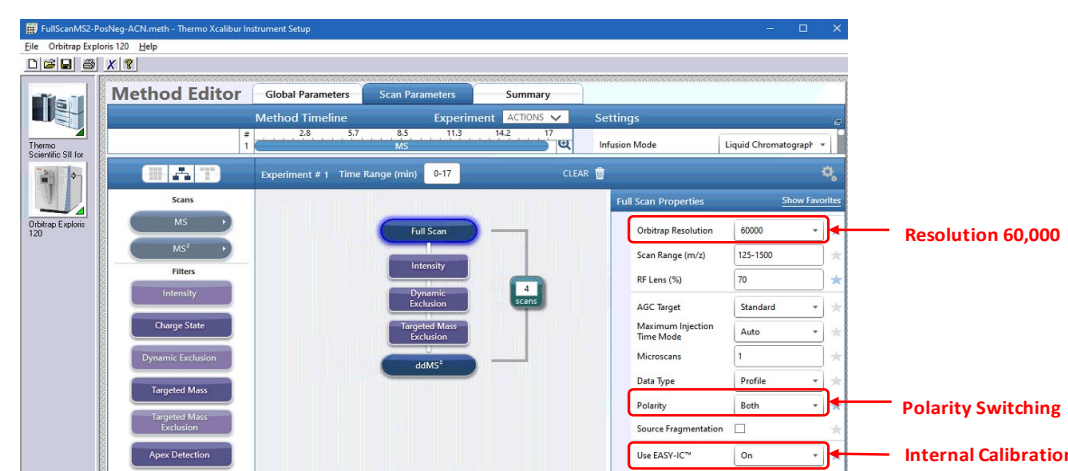 FullScanMS2-PosNeg-ACN.meth - Thermo Xcalibur Instrument Setup
File Orbitrap Exploris 120 Help
Method Editor
Global Parameters
Scan Parameters
Summary
Method Timeline
Experiment
ACTIONS
Settings
#
2.8 5.7 8.5 11.3 14.2 17
1
MS
Infusion Mode
Liquid Chromatograph
Thermo
Scientific SII for
Orbitrap Exploris
120
Experiment # 1 Time Range (min) 0-17
CLEAR
Scans
MS
MS²
Filters
Intensity
Charge State
Dynamic Exclusion
Targeted Mass
Targeted Mass
Exclusion
Apex Detection
Full Scan
Intensity
Dynamic
Exclusion
Targeted Mass
Exclusion
ddMS²
4
scans
Full Scan Properties
Show Favorites
Orbitrap Resolution 60000
Scan Range (m/z) 125-1500
RF Lens (%) 70
AGC Target Standard
Maximum Injection
Time Mode Auto
Microscans 1
Data Type Profile
Polarity Both
Source Fragmentation
Use EASY-IC™ On
Resolution 60,000
Polarity Switching
Internal Calibration